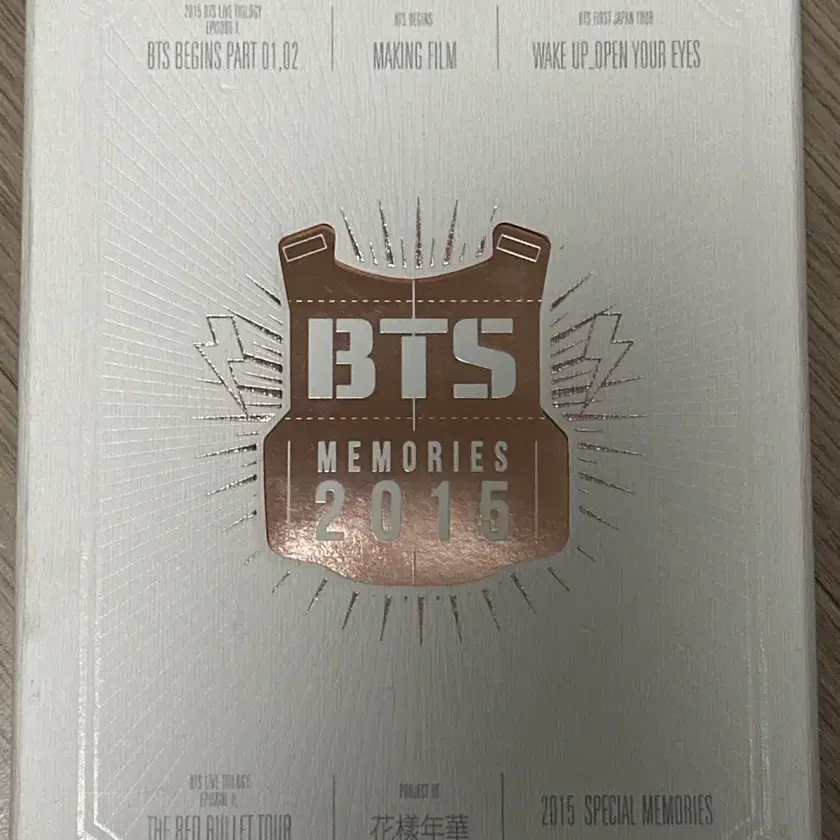 2015 BTS LIVE TRILOGY
EPISODE I.
BTS BEGINS PART 01,02
BTS BEGINS
MAKING FILM
BTS FIRST JAPAN TOUR
WAKE UP_OPEN YOUR EYES
BTS
MEMORIES
2015
BTS LIVE TRILOGY
EPISODE II.
THE RED BULLET TOUR
PROJECT OF
花樣年華
2015 SPECIAL MEMORIES